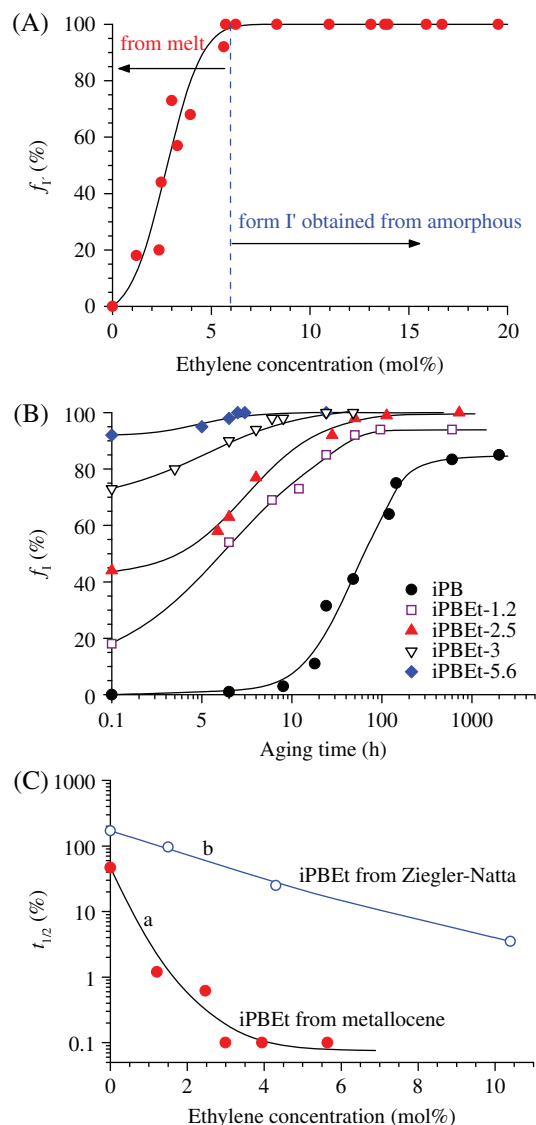 (A)
100
80
60
40
20
0
f_I' (%)
from melt
form I' obtained from amorphous
0 5 10 15 20
Ethylene concentration (mol%)
(B)
100
80
60
40
20
0
f_I (%)
iPB
iPBEt-1.2
iPBEt-2.5
iPBEt-3
iPBEt-5.6
0.1 5 10 100 1000
Aging time (h)
(C)
1000
100
10
1
0.1
t_1/2 (%)
b
iPBEt from Ziegler-Natta
a
iPBEt from metallocene
0 2 4 6 8 10
Ethylene concentration (mol%)